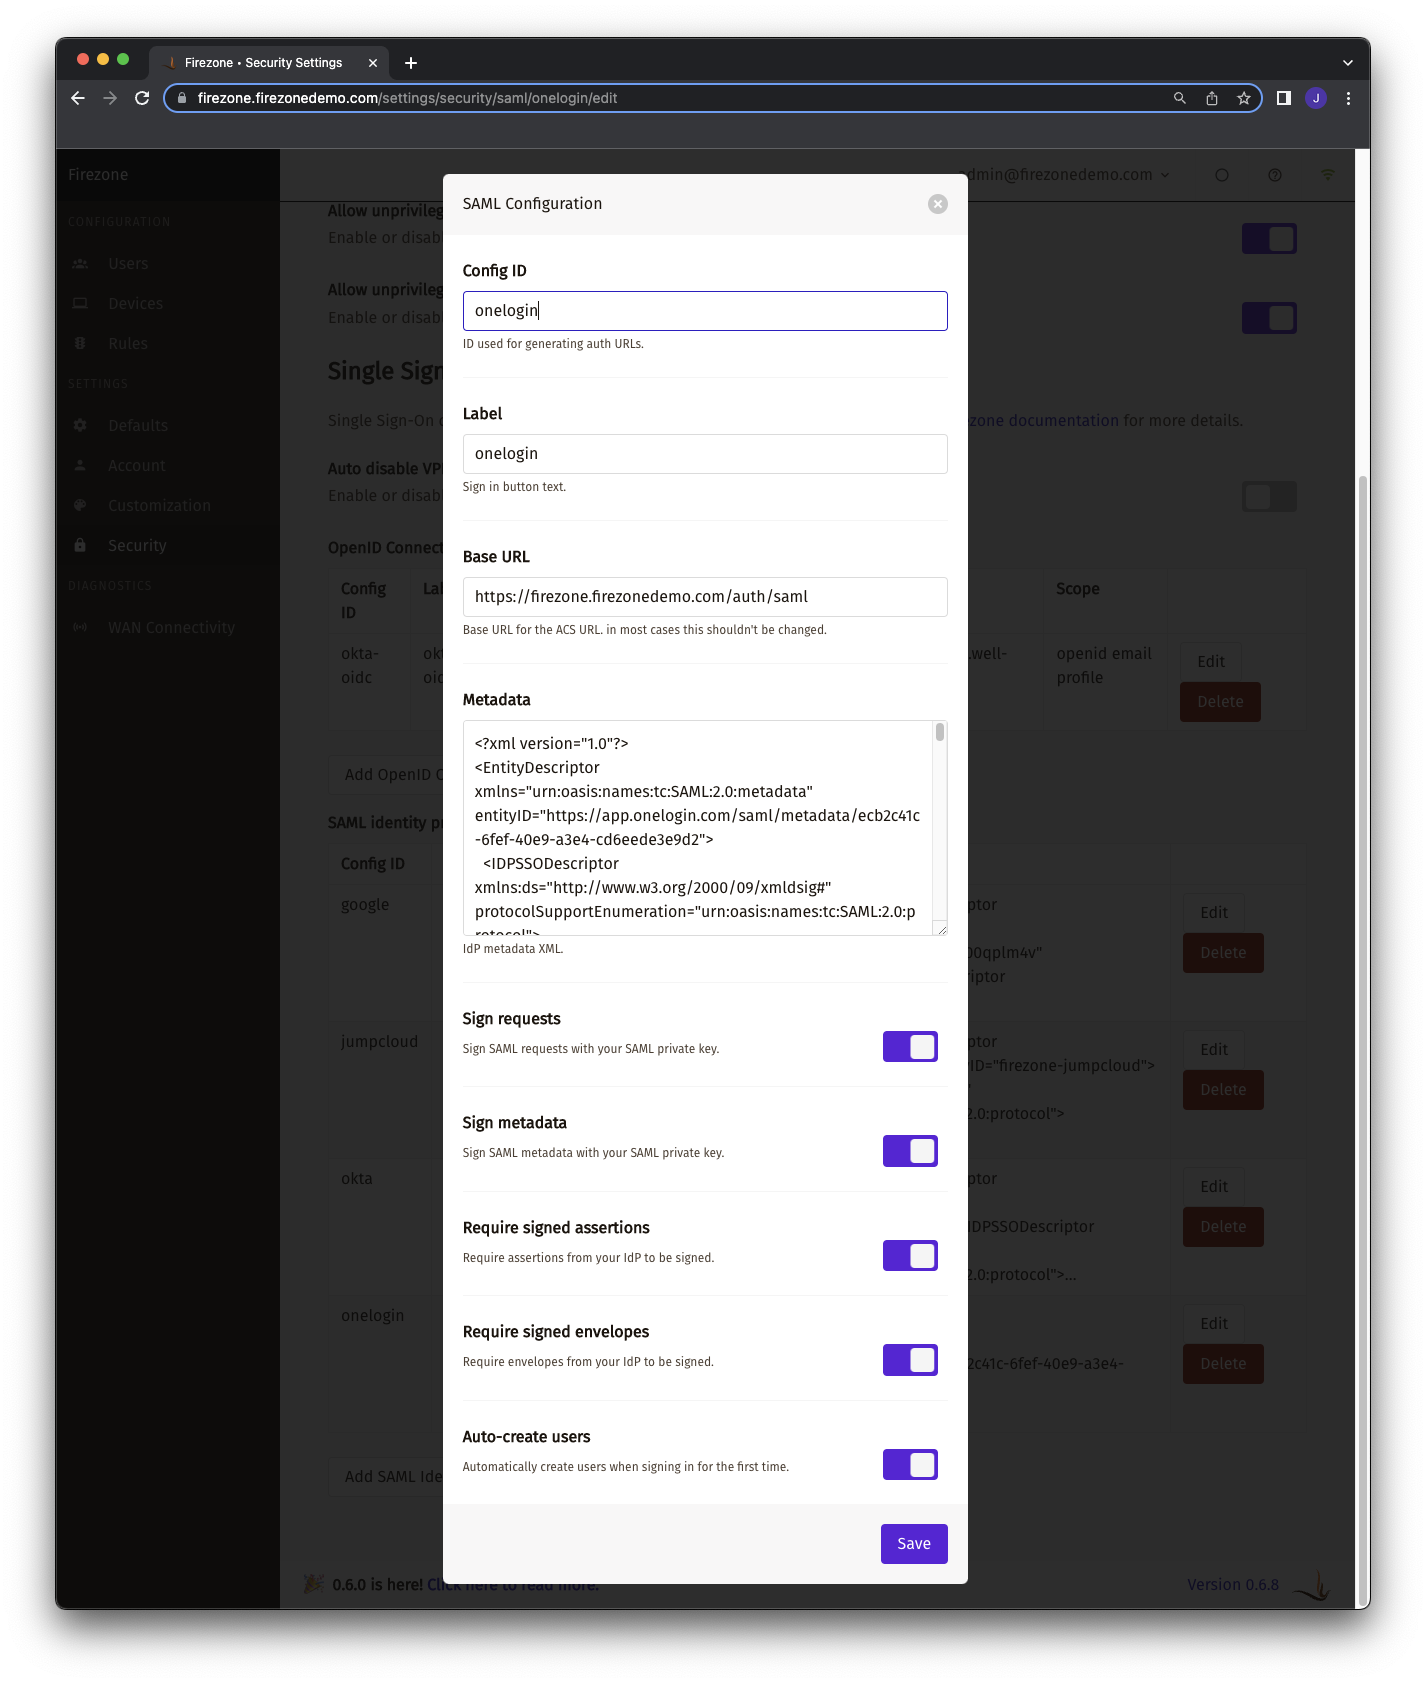 Firezone • Security Settings
firezone.firezonedemo.com/settings/security/saml/onelogin/edit
J
Firezone
dmin@firezonedemo.com
CONFIGURATION
Users
Devices
Rules
SETTINGS
Defaults
Account
Customization
Security
DIAGNOSTICS
WAN Connectivity
Allow unprivileg
Enable or disab
Allow unprivileg
Enable or disab
Single Sign
Single Sign-On
zone documentation for more details.
Auto disable VP
Enable or disab
OpenID Connect
Config ID
Scope
okta-oidc
.well-
openid email profile
Edit
Delete
Add OpenID C
SAML identity pr
Config ID
google
ptor
00qplm4v"
riptor
Edit
Delete
jumpcloud
ptor
ID="firezone-jumpcloud">
2.0:protocol">
Edit
Delete
okta
ptor
IDPSSODescriptor
2.0:protocol">...
Edit
Delete
onelogin
2c41c-6fef-40e9-a3e4-
Edit
Delete
Add SAML Ide
0.6.0 is here! Click here to read more.
Version 0.6.8
SAML Configuration
Config ID
onelogin
ID used for generating auth URLs.
Label
onelogin
Sign in button text.
Base URL
https://firezone.firezonedemo.com/auth/saml
Base URL for the ACS URL. in most cases this shouldn't be changed.
Metadata
<?xml version="1.0"?>
<EntityDescriptor
xmlns="urn:oasis:names:tc:SAML:2.0:metadata"
entityID="https://app.onelogin.com/saml/metadata/ecb2c41c
-6fef-40e9-a3e4-cd6eede3e9d2">
<IDPSSODescriptor
xmlns:ds="http://www.w3.org/2000/09/xmldsig#"
protocolSupportEnumeration="urn:oasis:names:tc:SAML:2.0:p
rotocol">
IdP metadata XML.
Sign requests
Sign SAML requests with your SAML private key.
Sign metadata
Sign SAML metadata with your SAML private key.
Require signed assertions
Require assertions from your IdP to be signed.
Require signed envelopes
Require envelopes from your IdP to be signed.
Auto-create users
Automatically create users when signing in for the first time.
Save